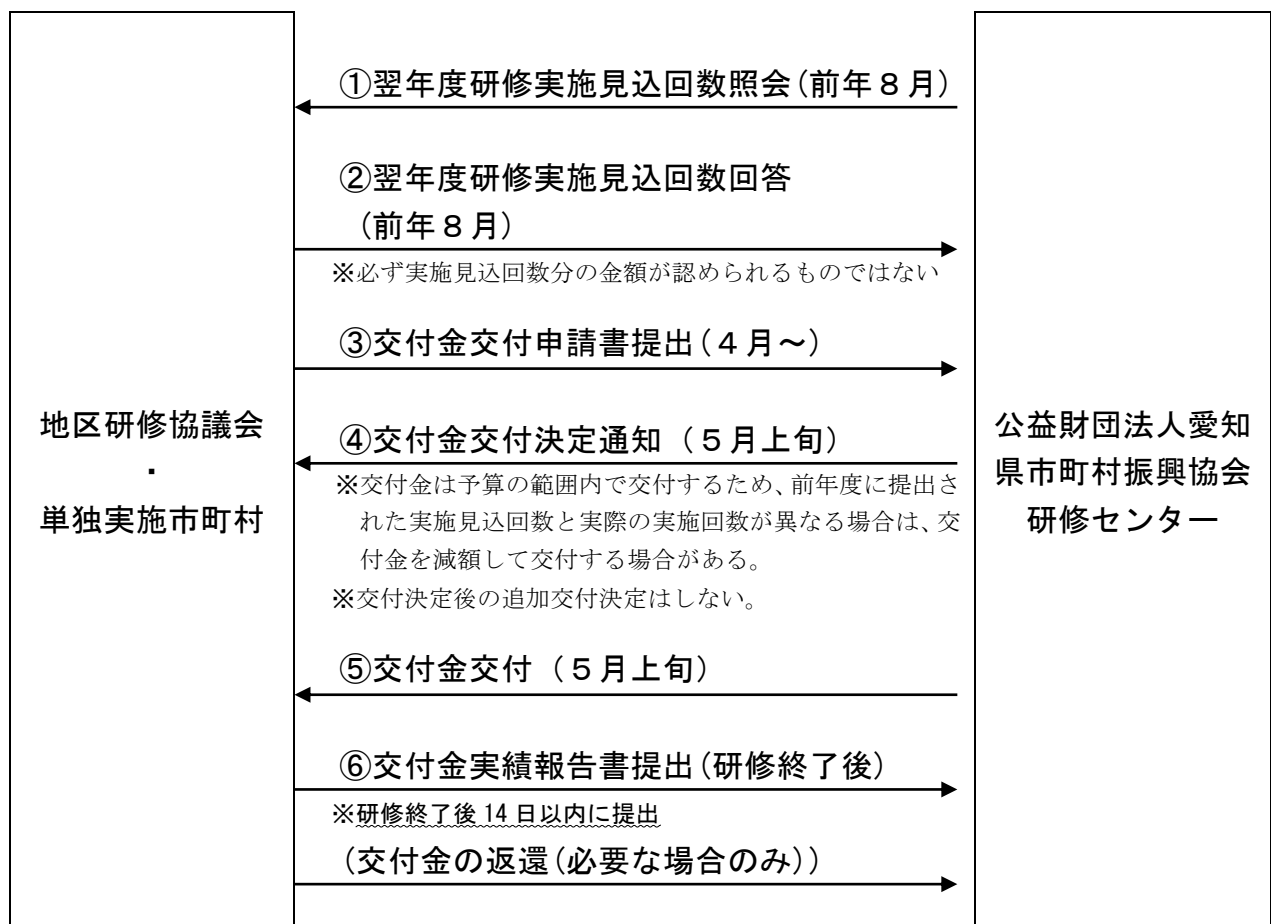 ①翌年度研修実施見込回数照会(前年８月)
②翌年度研修実施見込回数回答
(前年８月)
※必ず実施見込回数分の金額が認められるものではない
③交付金交付申請書提出(４月～)
地区研修協議会
・
単独実施市町村
④交付金交付決定通知（５月上旬)
※交付金は予算の範囲内で交付するため、前年度に提出さ
れた実施見込回数と実際の実施回数が異なる場合は、交
付金を減額して交付する場合がある。
※交付決定後の追加交付決定はしない。
公益財団法人愛知
県市町村振興協会
研修センター
⑤交付金交付（５月上旬)
⑥交付金実績報告書提出(研修終了後)
※研修終了後14日以内に提出
(交付金の返還(必要な場合のみ))